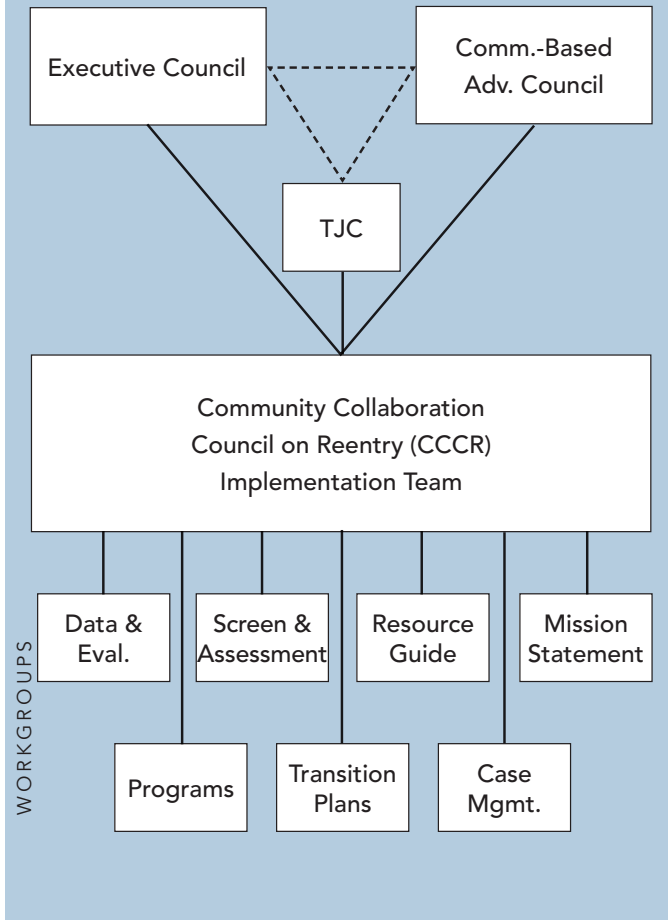 Executive Council
Comm.-Based
Adv. Council
TJC
Community Collaboration
Council on Reentry (CCCR)
Implementation Team
WORKGROUPS
Data &
Eval.
Screen &
Assessment
Resource
Guide
Mission
Statement
Programs
Transition
Plans
Case
Mgmt.